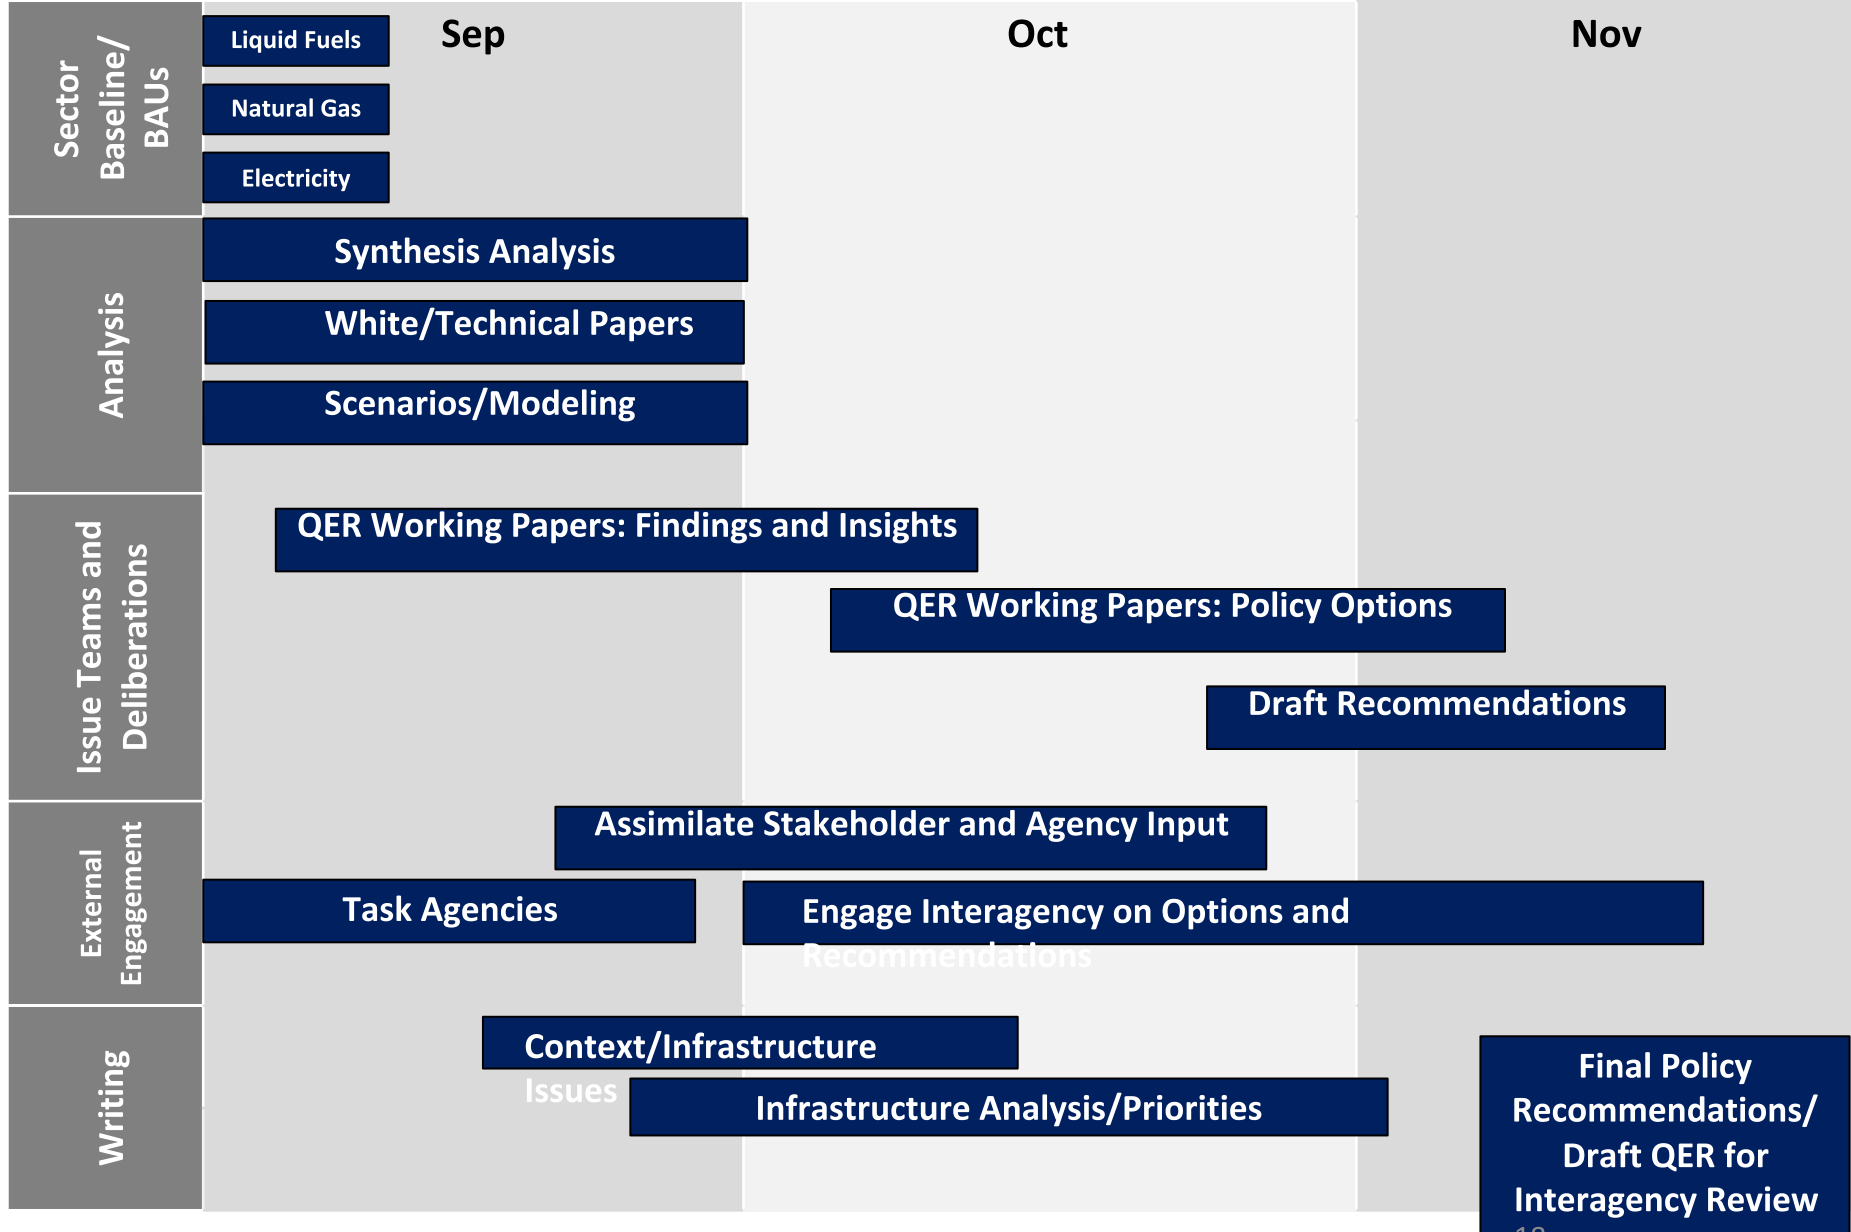 Sep
Oct
Nov
Sector
Baseline/
BAUs
Liquid Fuels
Natural Gas
Electricity
Analysis
Synthesis Analysis
White/Technical Papers
Scenarios/Modeling
Issue Teams and
Deliberations
QER Working Papers: Findings and Insights
QER Working Papers: Policy Options
Draft Recommendations
External
Engagement
Assimilate Stakeholder and Agency Input
Task Agencies
Engage Interagency on Options and
Recommendations
Writing
Context/Infrastructure
Issues
Infrastructure Analysis/Priorities
Final Policy
Recommendations/
Draft QER for
Interagency Review